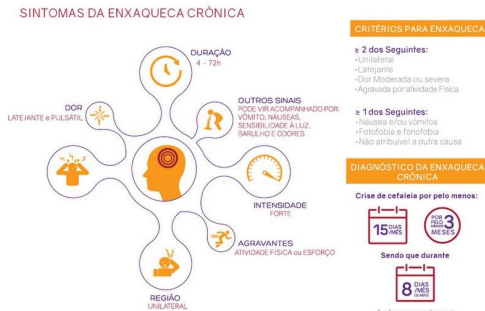 SINTOMAS DA ENXAQUECA CRÔNICA
DURAÇÃO
4 - 72h
DOR
LATEJANTE e PULSÁTIL
OUTROS SINAIS
PODE VIR ACOMPANHADO POR:
VÔMITO, NÁUSEAS,
SENSIBILIDADE À LUZ,
BARULHO E ODORES
INTENSIDADE
FORTE
AGRAVANTES
ATIVIDADE FÍSICA ou ESFORÇO
REGIÃO
UNILATERAL
CRITÉRIOS PARA ENXAQUECA
≥ 2 dos Seguintes:
-Unilateral
-Latejante
-Dor Moderada ou severa
-Agravada por atividade Física
≥ 1 dos Seguintes:
-Náusea e/ou vômitos
-Fotofobia e fonofobia
-Não atribuível a outra causa
DIAGNÓSTICO DA ENXAQUECA
CRÔNICA
Crise de cefaleia por pelo menos:
15 DIAS /MÊS
POR PELO MENOS 3 MESES
Sendo que durante
8 DIAS /MÊS OU MAIS